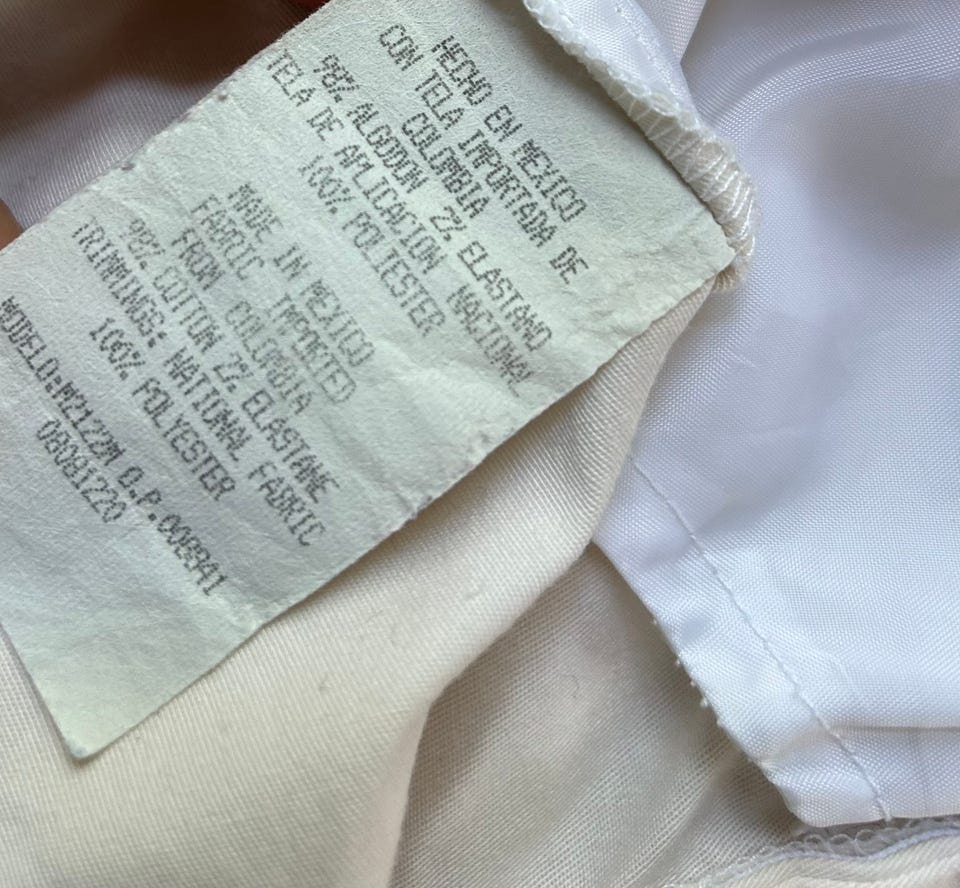 HECHO EN MEXICO
CON TELA IMPORTADA DE
COLOMBIA
98% ALGODON 2% ELASTANO
TELA DE APLICACION NACIONAL
100% POLIESTER
MADE IN MEXICO
FABRIC IMPORTED
FROM COLOMBIA
98% COTTON 2% ELASTANE
TRIMMINGS: NATIONAL FABRIC
100% POLYESTER
MODELO:M2122M O.P.008941
08081220